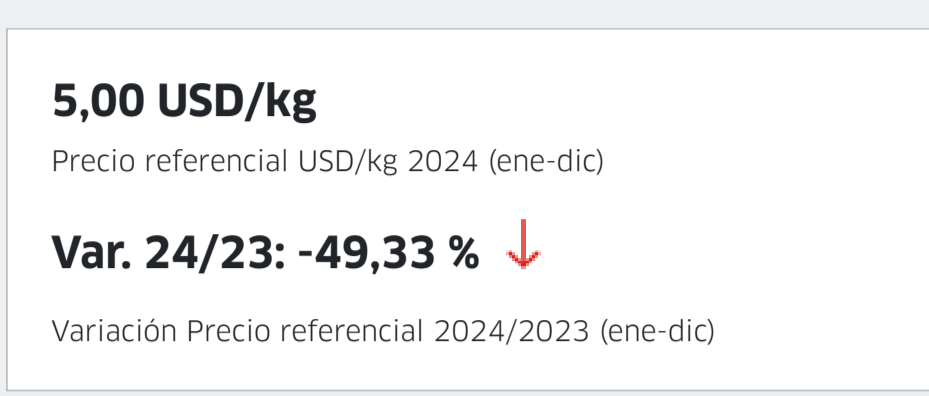 5,00 USD/kg
Precio referencial USD/kg 2024 (ene-dic)
Var. 24/23: -49,33 %
Variación Precio referencial 2024/2023 (ene-dic)